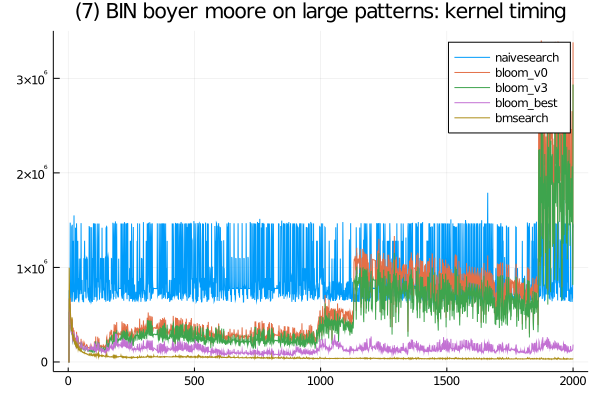 (7) BIN boyer moore on large patterns: kernel timing
naivesearch
bloom_v0
bloom_v3
bloom_best
bmsearch
3×10⁶
2×10⁶
1×10⁶
0
0 500 1000 1500 2000